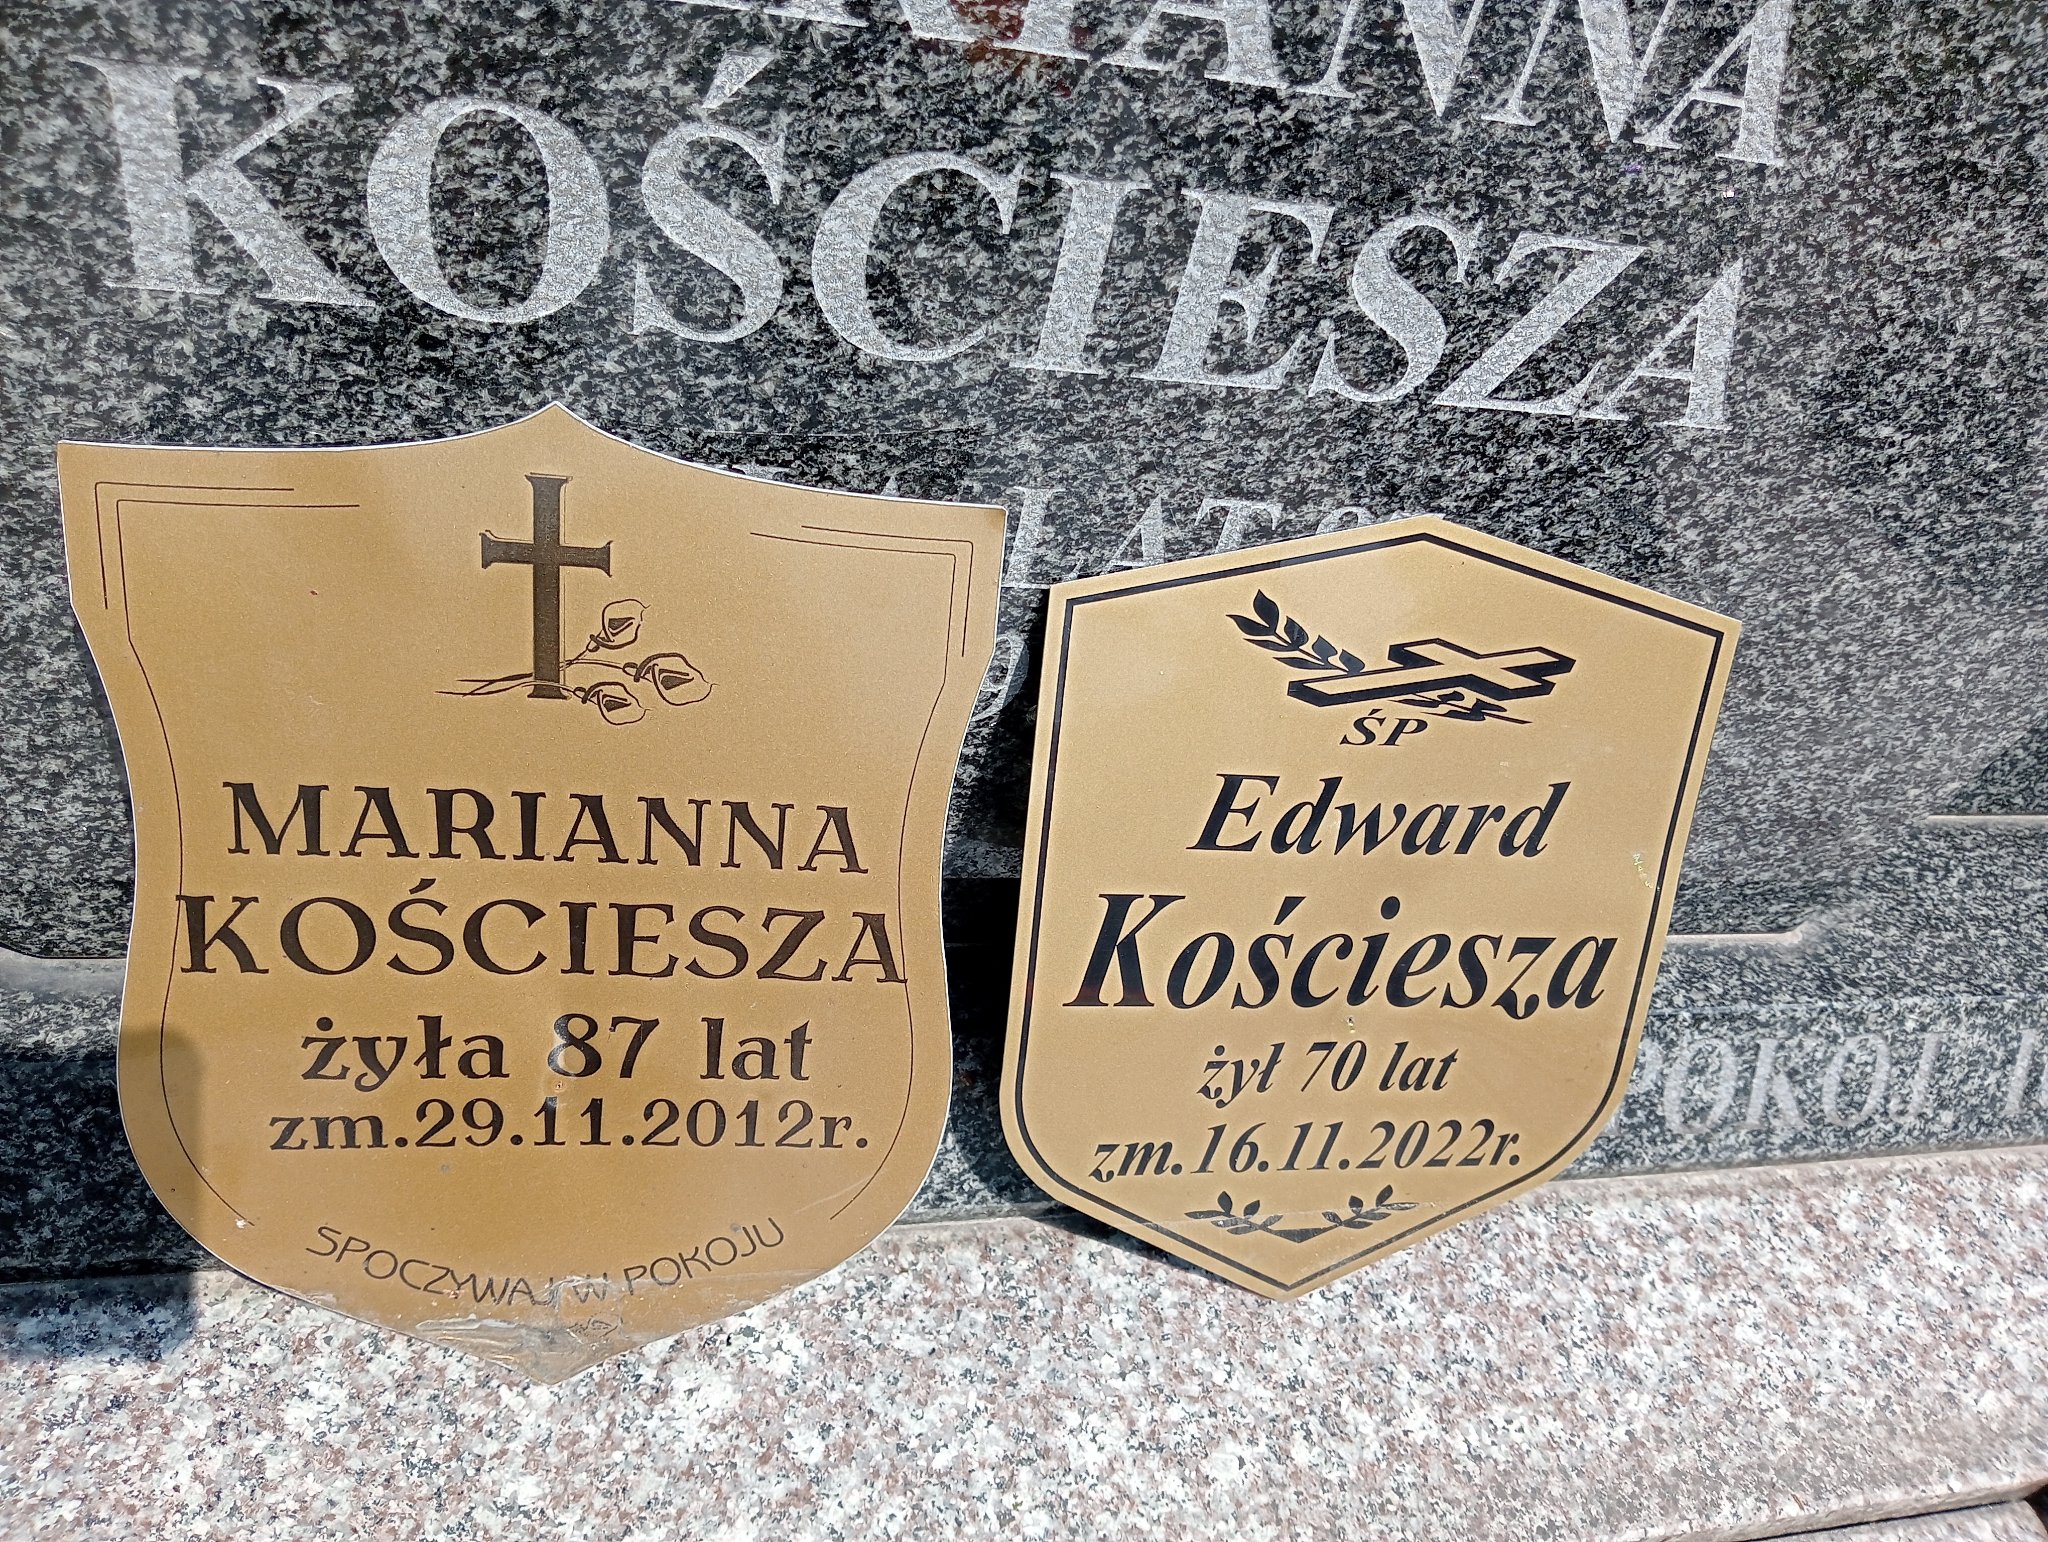 KOŚCIESZA
LAT
MARIANNA
KOŚCIESZA
żyła 87 lat
zm.29.11.2012r.
SPOCZYWAJ W POKOJU
ŚP
Edward
Kościesza
żył 70 lat
zm.16.11.2022r.